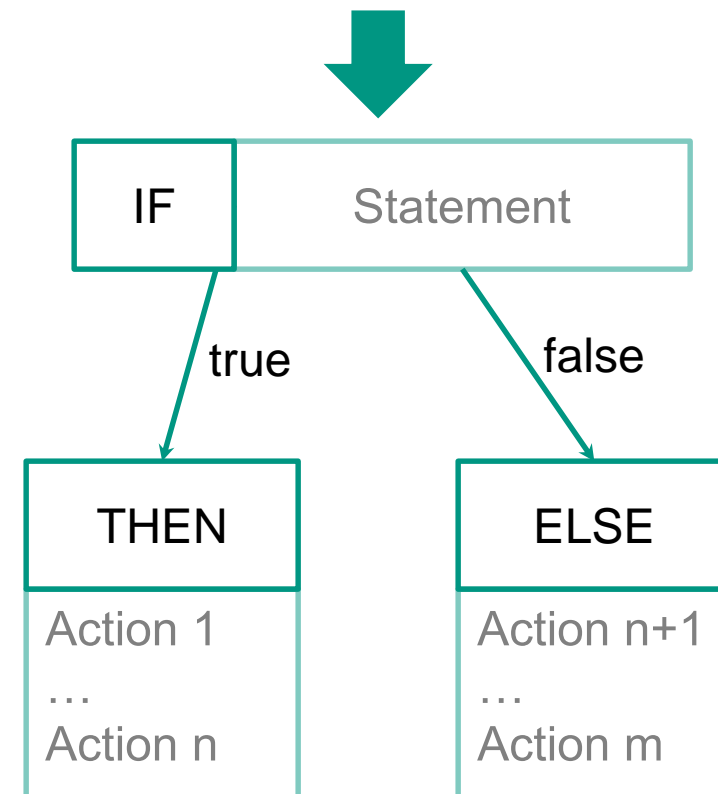 IF Statement
true false
THEN ELSE
Action 1
…
Action n
Action n+1
…
Action m